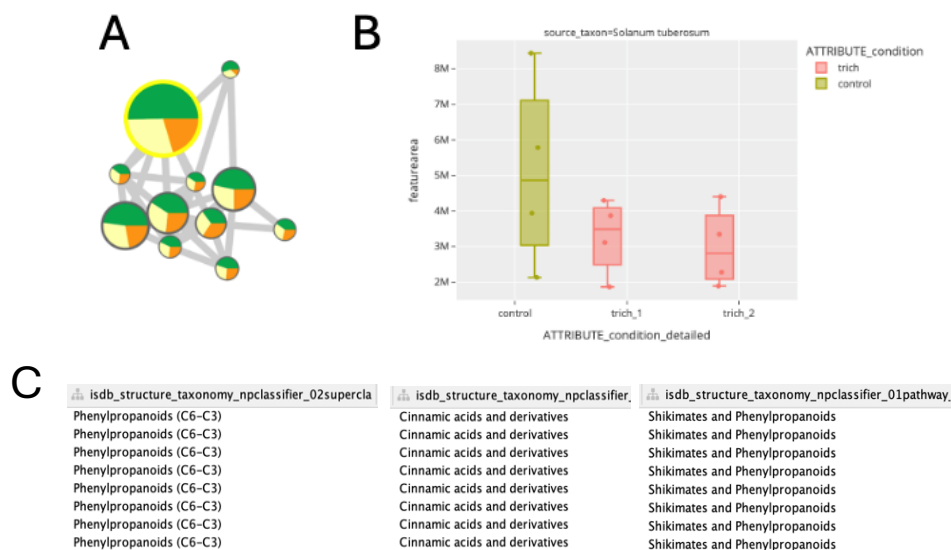 A
B
source_taxon=Solanum tuberosum
8M
7M
6M
5M
4M
3M
2M
featurearea
control
trich_1
trich_2
ATTRIBUTE_condition_detailed
ATTRIBUTE_condition
trich
control
C
isdb_structure_taxonomy_npclassifier_02supercla isdb_structure_taxonomy_npclassifier_ isdb_structure_taxonomy_npclassifier_01pathway_
Phenylpropanoids (C6-C3) Cinnamic acids and derivatives Shikimates and Phenylpropanoids
Phenylpropanoids (C6-C3) Cinnamic acids and derivatives Shikimates and Phenylpropanoids
Phenylpropanoids (C6-C3) Cinnamic acids and derivatives Shikimates and Phenylpropanoids
Phenylpropanoids (C6-C3) Cinnamic acids and derivatives Shikimates and Phenylpropanoids
Phenylpropanoids (C6-C3) Cinnamic acids and derivatives Shikimates and Phenylpropanoids
Phenylpropanoids (C6-C3) Cinnamic acids and derivatives Shikimates and Phenylpropanoids
Phenylpropanoids (C6-C3) Cinnamic acids and derivatives Shikimates and Phenylpropanoids
Phenylpropanoids (C6-C3) Cinnamic acids and derivatives Shikimates and Phenylpropanoids